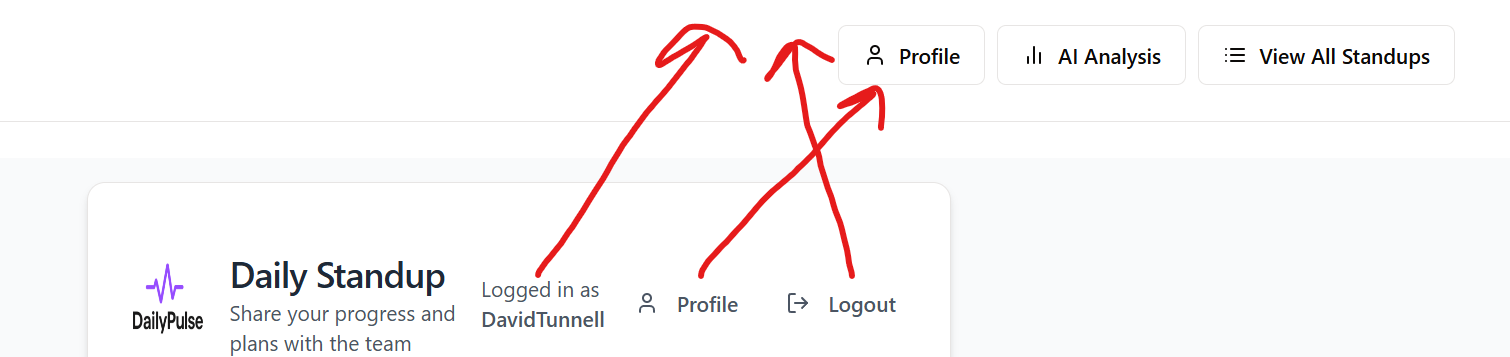 Profile
AI Analysis
View All Standups
DailyPulse
Daily Standup
Share your progress and
plans with the team
Logged in as
DavidTunnell
Profile
Logout